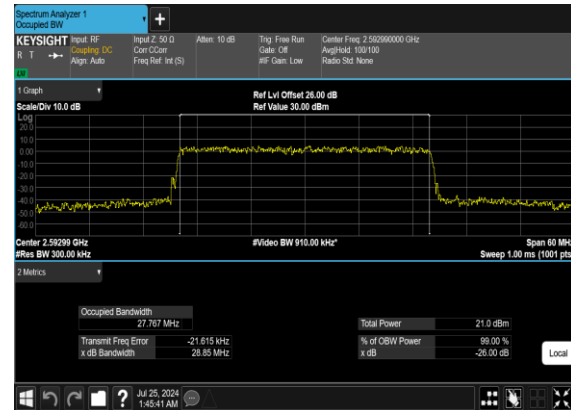 Spectrum Analyzer 1
Occupied BW
+
KEYSIGHT Input: RF Input Z: 50 Ω Atten: 10 dB Trig: Free Run Center Freq: 2.592990000 GHz
R T Coupling: DC Corr CCorr Gate: Off Avg|Hold: 100/100
Align: Auto Freq Ref: Int (S) #IF Gain: Low Radio Std: None
1 Graph
Ref Lvl Offset 26.00 dB
Scale/Div 10.0 dB Ref Value 30.00 dBm
Log
20.0
10.0
0.00
-10.0
-20.0
-30.0
-40.0
-50.0
-60.0
Center 2.59299 GHz #Video BW 910.00 kHz* Span 60 MHz
#Res BW 300.00 kHz Sweep 1.00 ms (1001 pts)
2 Metrics
Occupied Bandwidth
27.767 MHz Total Power 21.0 dBm
Transmit Freq Error -21.615 kHz % of OBW Power 99.00 %
x dB Bandwidth 28.85 MHz x dB -26.00 dB
Local
?
Jul 25, 2024
1:45:41 AM